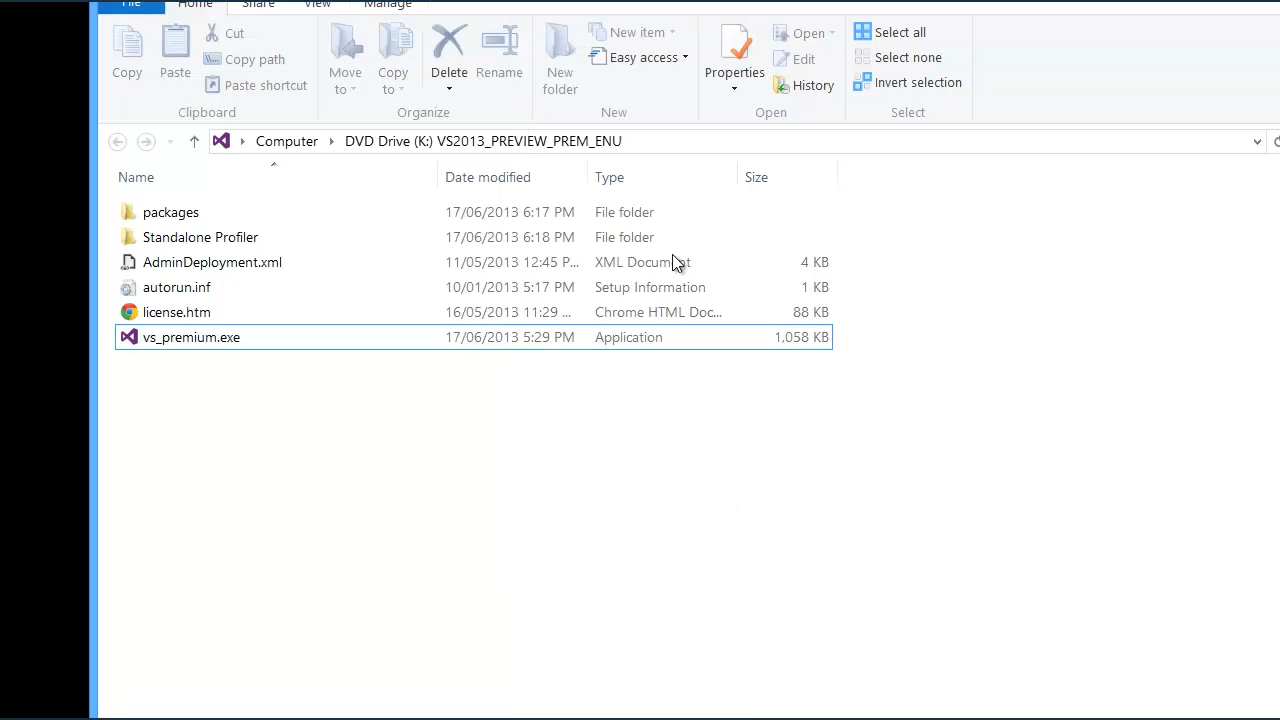 File Home Share View Manage
Cut
New item
Open
Select all
Copy path
Easy access
Edit
Select none
Copy Paste Paste shortcut Move to Copy to Delete Rename New folder Properties History Invert selection
Clipboard Organize New Open Select
Computer DVD Drive (K:) VS2013_PREVIEW_PREM_ENU
Name Date modified Type Size
packages 17/06/2013 6:17 PM File folder
Standalone Profiler 17/06/2013 6:18 PM File folder
AdminDeployment.xml 11/05/2013 12:45 P... XML Document 4 KB
autorun.inf 10/01/2013 5:17 PM Setup Information 1 KB
license.htm 16/05/2013 11:29 ... Chrome HTML Doc... 88 KB
vs_premium.exe 17/06/2013 5:29 PM Application 1,058 KB